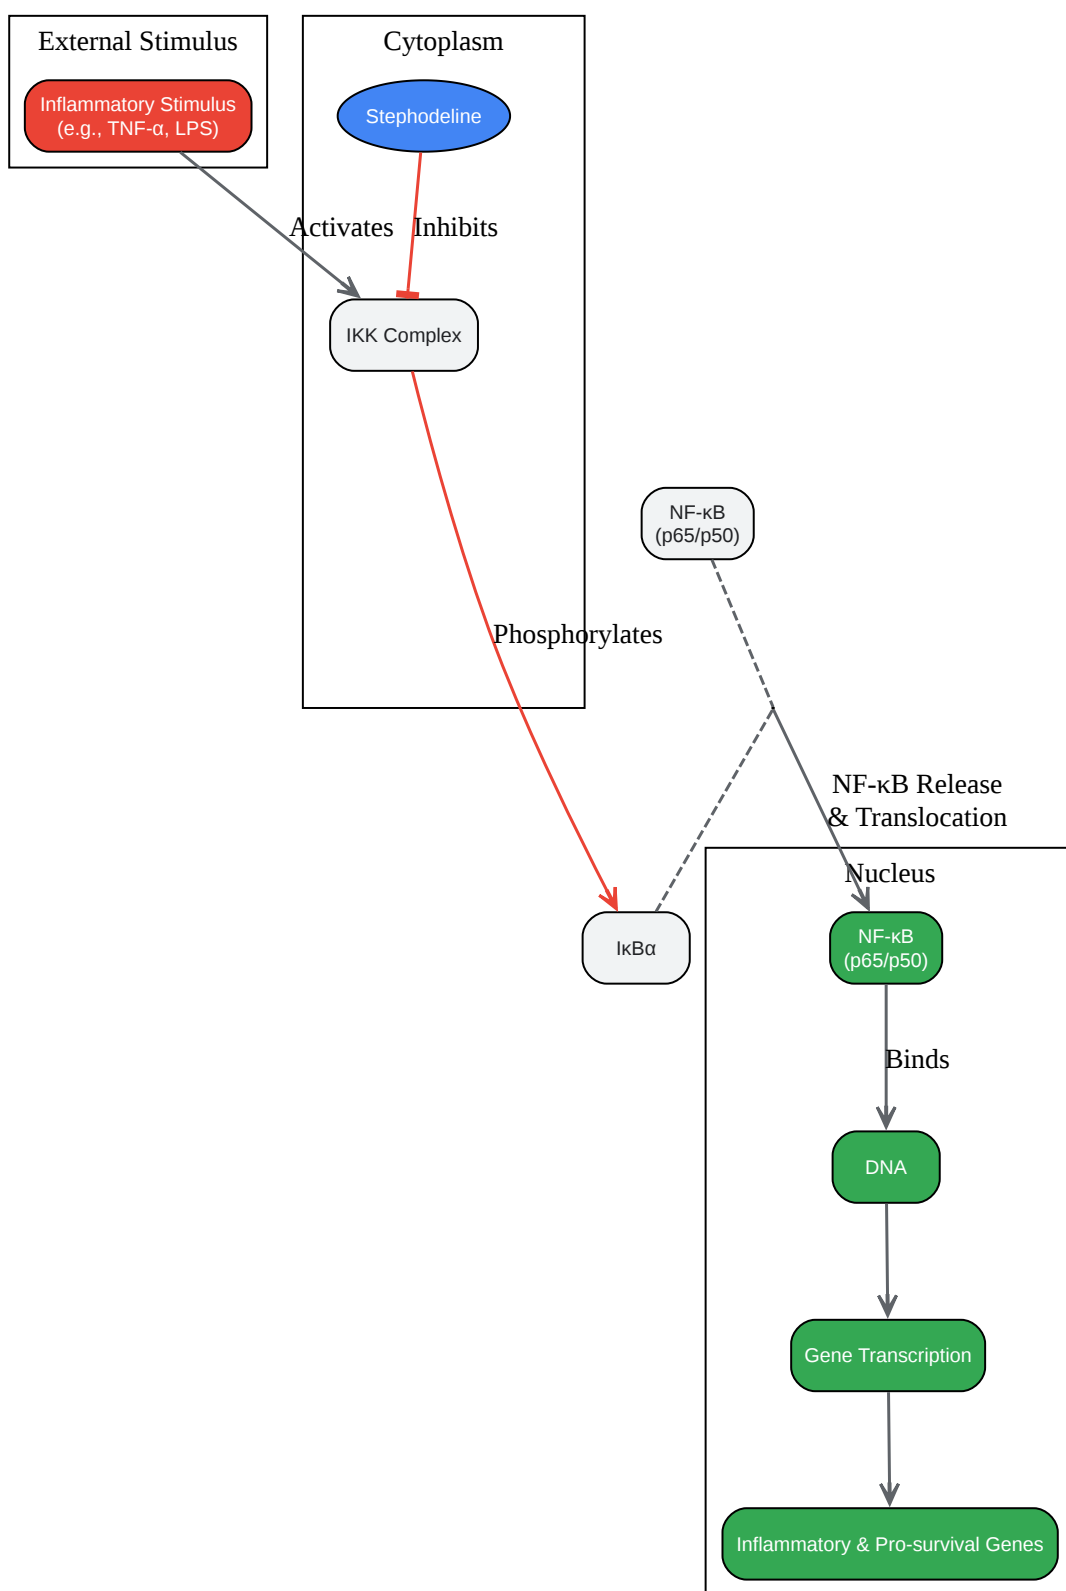 External Stimulus
Inflammatory Stimulus
(e.g., TNF-α, LPS)
Cytoplasm
Stephodeline
Activates
Inhibits
IKK Complex
NF-κB
(p65/p50)
Phosphorylates
NF-κB Release
& Translocation
Nucleus
IκBα
NF-κB
(p65/p50)
Binds
DNA
Gene Transcription
Inflammatory & Pro-survival Genes